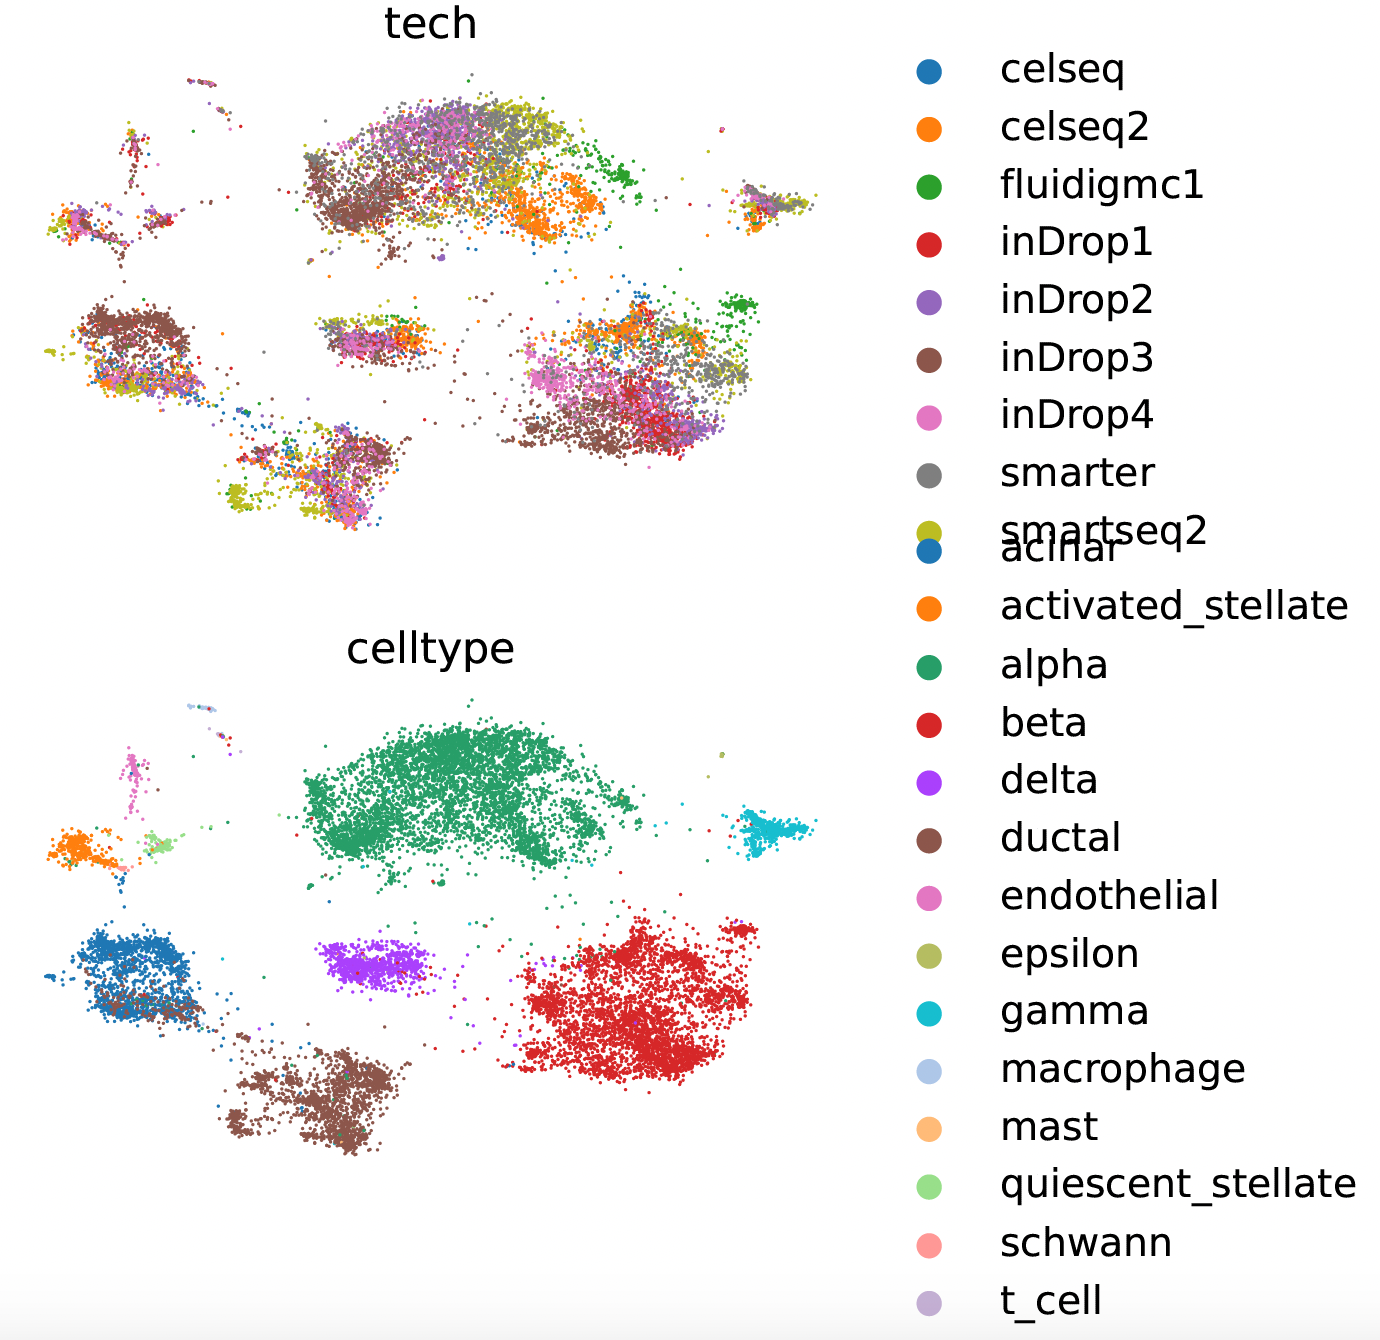 tech
celseq
celseq2
fluidigmc1
inDrop1
inDrop2
inDrop3
inDrop4
smarter
smartseq2
acinar
activated_stellate
celltype
alpha
beta
delta
ductal
endothelial
epsilon
gamma
macrophage
mast
quiescent_stellate
schwann
t_cell